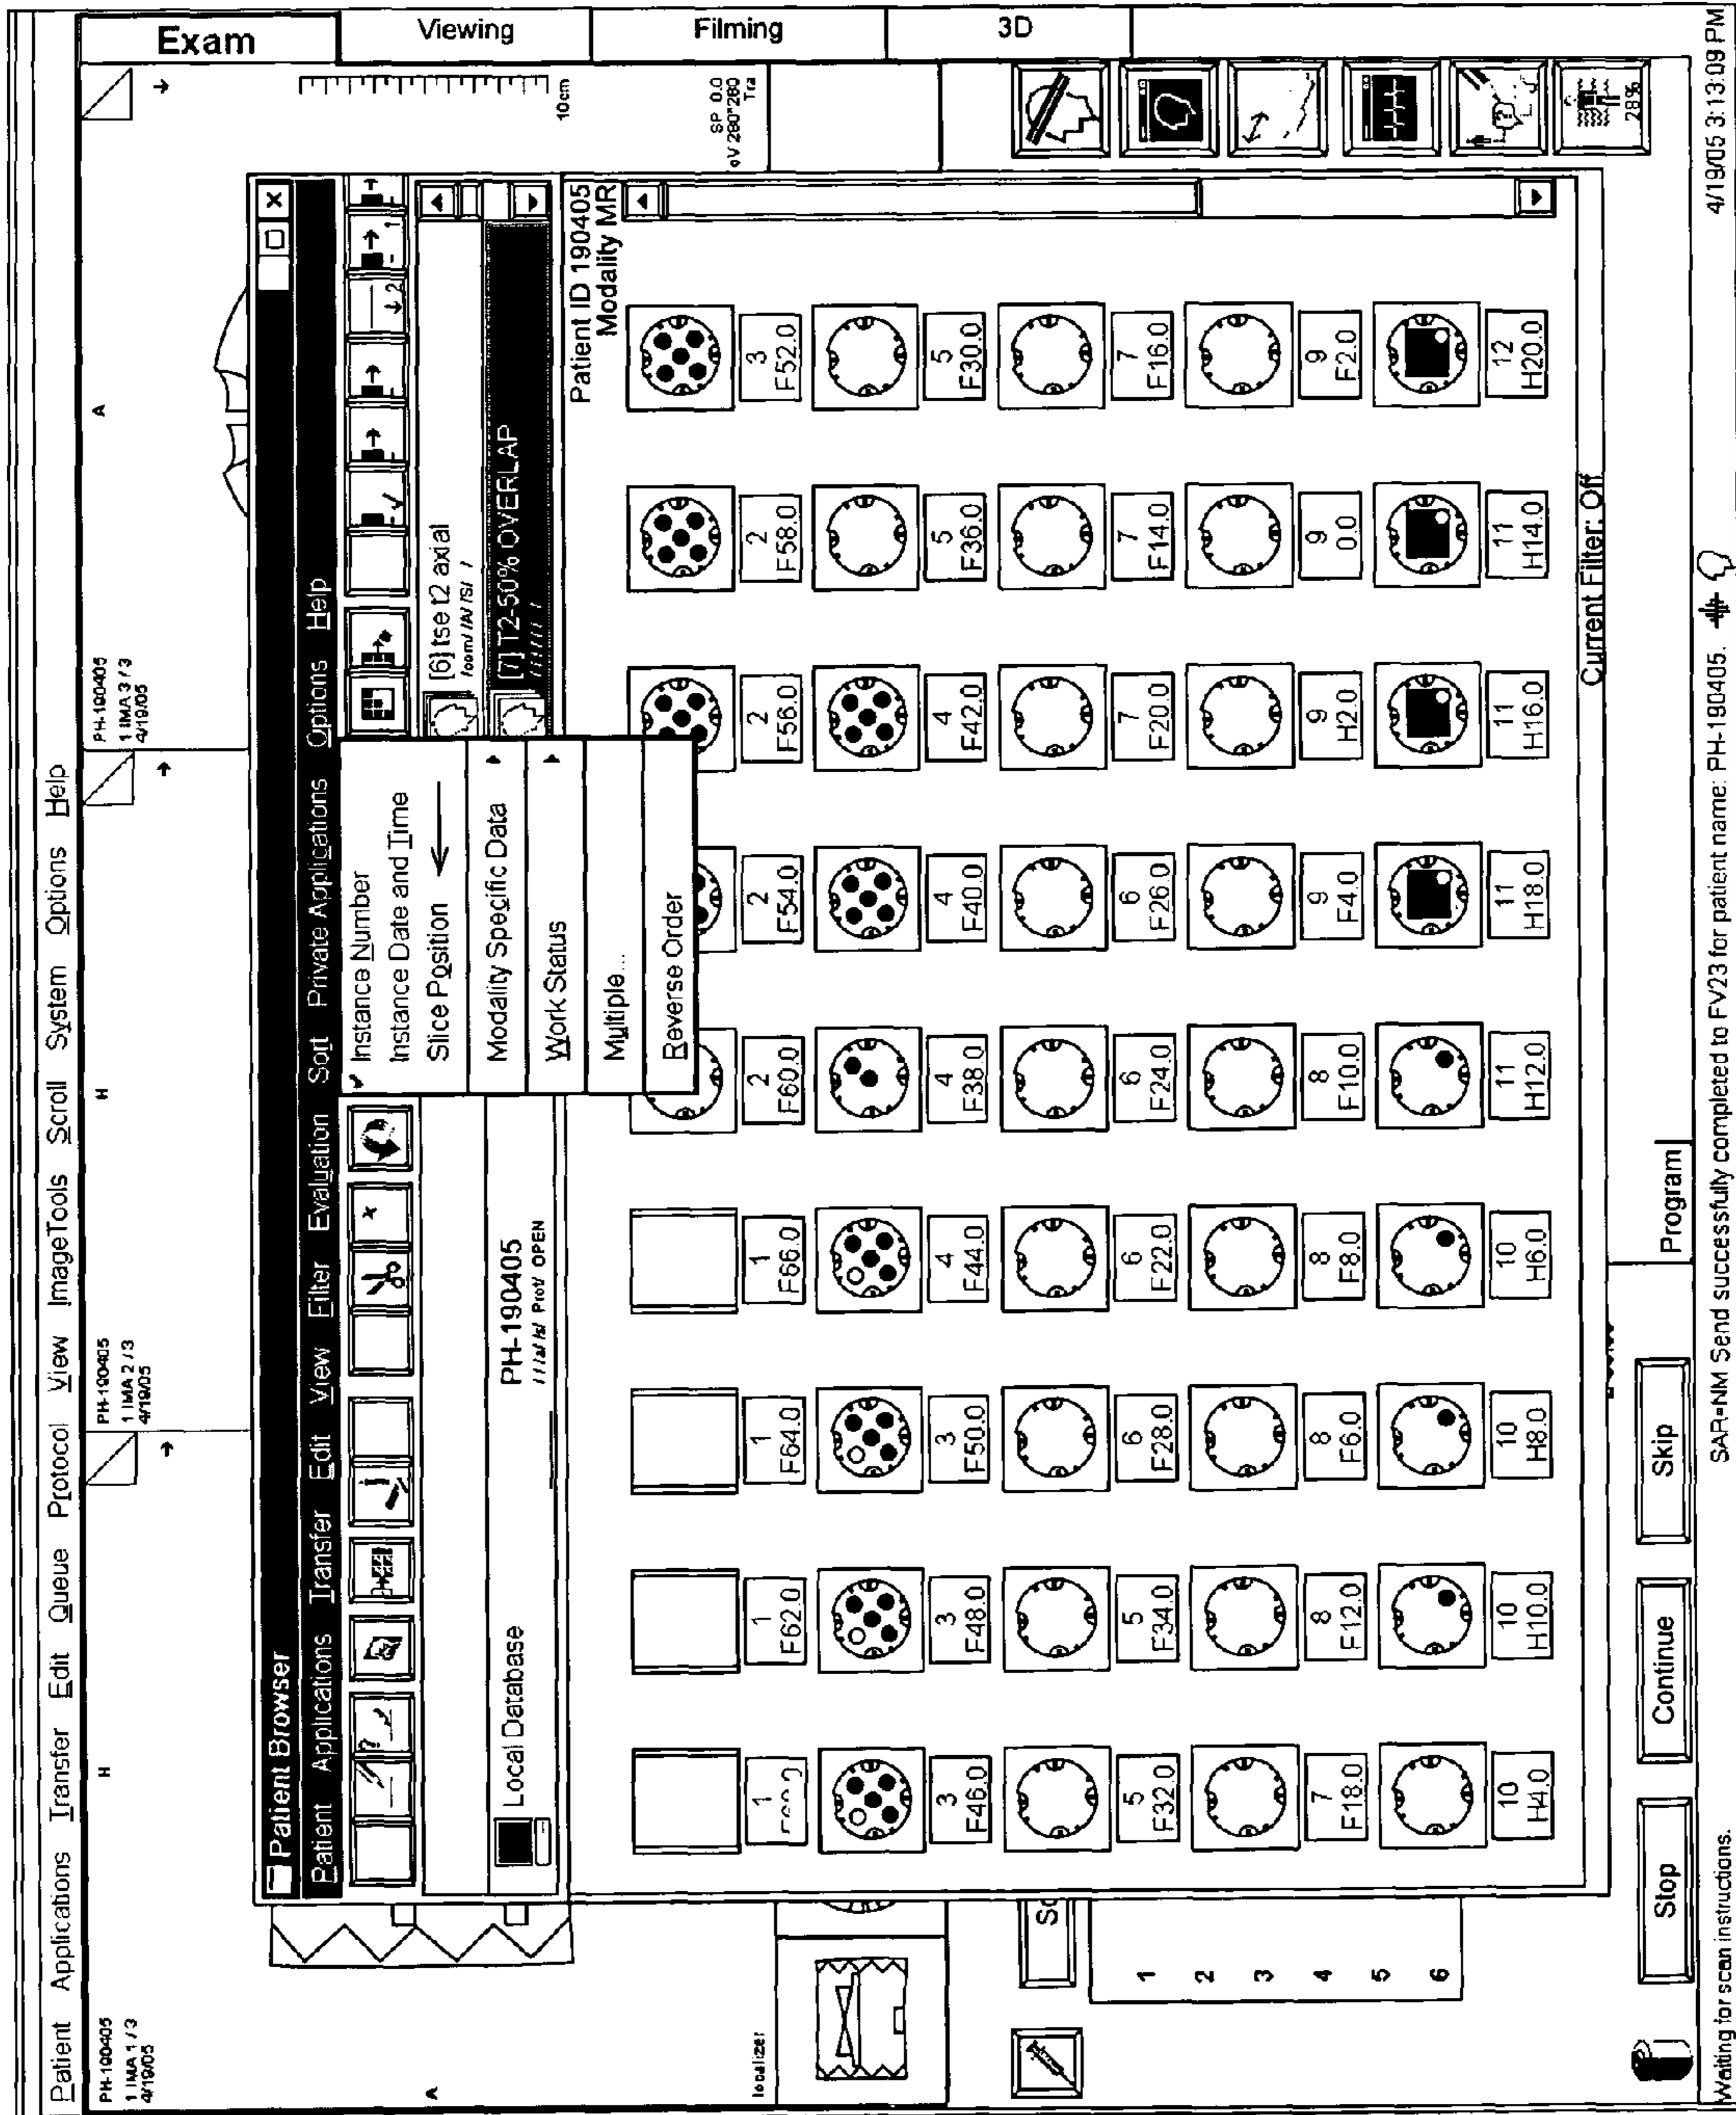 Patient Applications Transfer Edit Queue Protocol View ImageTools Scroll System Options Help
Exam
Viewing
Filming
3D
PH-190405
1 IMA 1 / 3
4/19/05
H
A
PH-190405
1 IMA 2 / 3
4/19/05
H
PH-190405
1 IMA 3 / 3
4/19/05
A
10cm
SP 0.0
Tra
Patient Browser
Patient Applications Transfer Edit View Filter Evaluation Sort Private Applications Options Help
Instance Number
Instance Date and Time
Slice Position
Modality Specific Data
Work Status
Multiple...
Reverse Order
Local Database
PH-190405
[6] tse t2 axial
[7] T2-50% OVERLAP
Patient ID 190405
Modality MR
1 1 1 1 2 2 2 2 3
F62.0 F64.0 F66.0 F60.0 F54.0 F56.0 F58.0 F52.0
3 3 3 4 4 4 4 5 5
F46.0 F48.0 F50.0 F44.0 F38.0 F40.0 F42.0 F36.0 F30.0
5 5 6 6 6 6 7 7 7
F32.0 F34.0 F28.0 F22.0 F24.0 F26.0 F20.0 F14.0 F16.0
7 8 8 8 8 9 9 9 9
F18.0 F12.0 F6.0 F8.0 F10.0 F4.0 H2.0 0.0 F2.0
10 10 10 10 11 11 11 11 12
H4.0 H10.0 H8.0 H6.0 H12.0 H18.0 H16.0 H14.0 H20.0
Current Filter: Off
localizer
1
2
3
4
5
6
28%
Stop
Continue
Skip
Program
Waiting for scan instructions.
SAR=NM Send successfully completed to FV23 for patient name: PH-190405.
4/19/05 3:13:09 PM